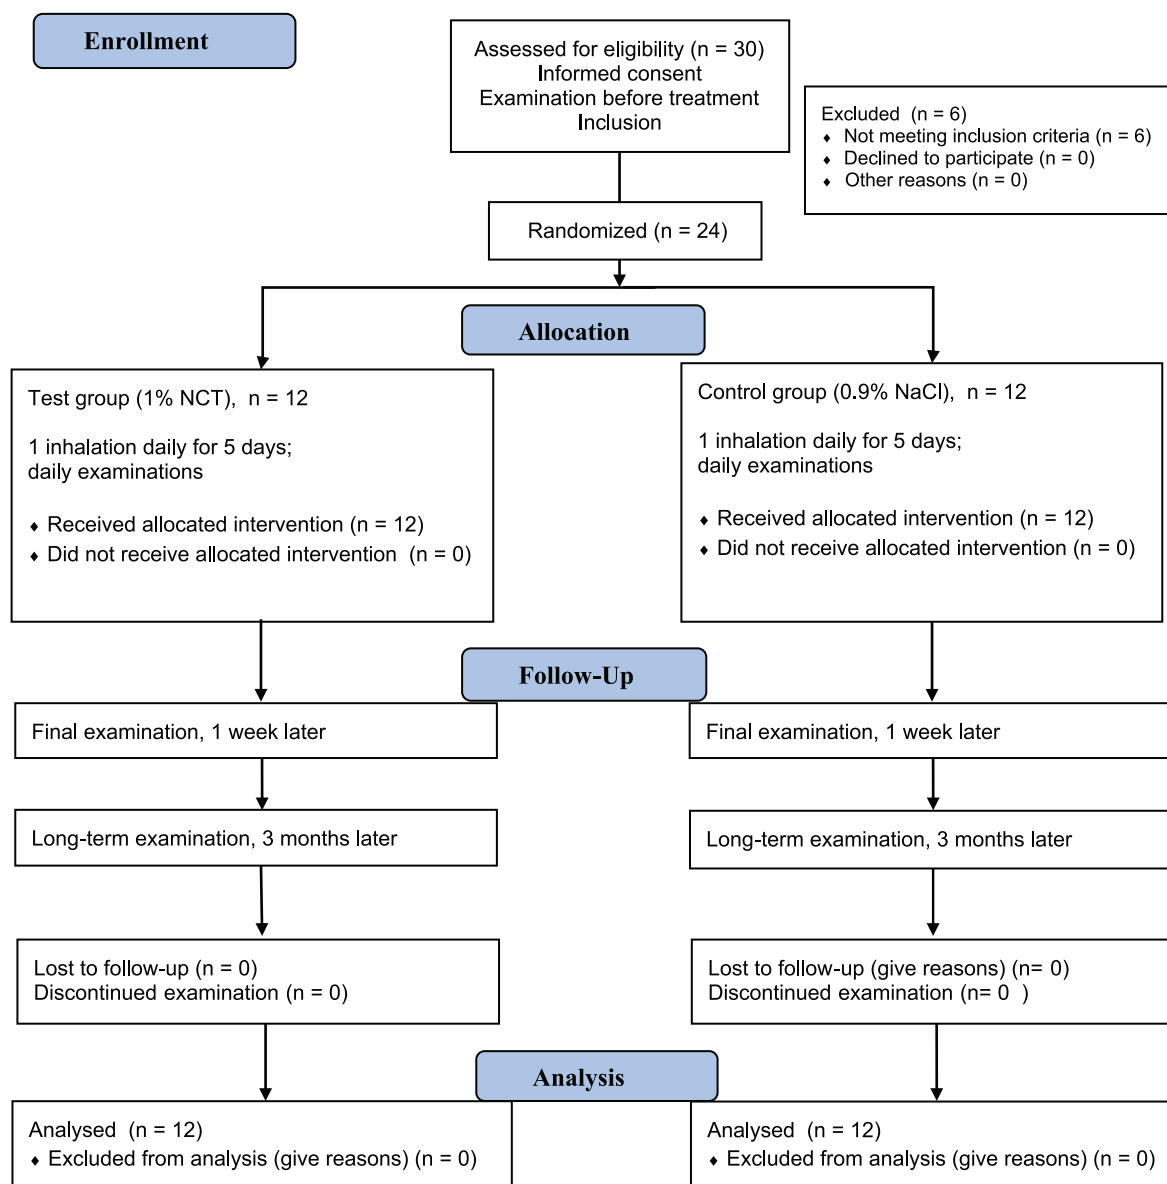 Enrollment
Assessed for eligibility (n = 30)
Informed consent
Examination before treatment
Inclusion
Excluded (n = 6)
♦ Not meeting inclusion criteria (n = 6)
♦ Declined to participate (n = 0)
♦ Other reasons (n = 0)
Randomized (n = 24)
Allocation
Test group (1% NCT), n = 12
1 inhalation daily for 5 days;
daily examinations
♦ Received allocated intervention (n = 12)
♦ Did not receive allocated intervention (n = 0)
Control group (0.9% NaCl), n = 12
1 inhalation daily for 5 days;
daily examinations
♦ Received allocated intervention (n = 12)
♦ Did not receive allocated intervention (n = 0)
Follow-Up
Final examination, 1 week later
Final examination, 1 week later
Long-term examination, 3 months later
Long-term examination, 3 months later
Lost to follow-up (n = 0)
Discontinued examination (n = 0)
Lost to follow-up (give reasons) (n= 0)
Discontinued examination (n= 0 )
Analysis
Analysed (n = 12)
♦ Excluded from analysis (give reasons) (n = 0)
Analysed (n = 12)
♦ Excluded from analysis (give reasons) (n = 0)